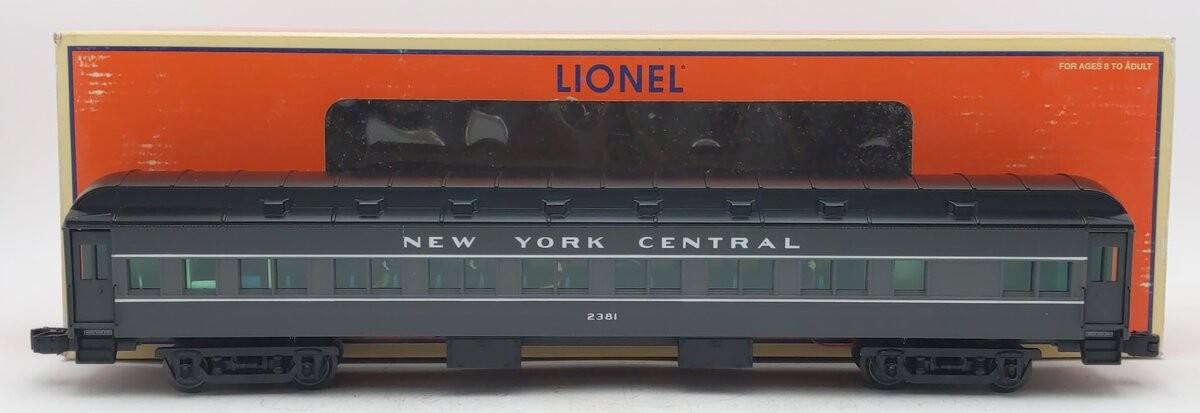 LIONEL
FOR AGES 8 TO ADULT
NEW YORK CENTRAL
2381